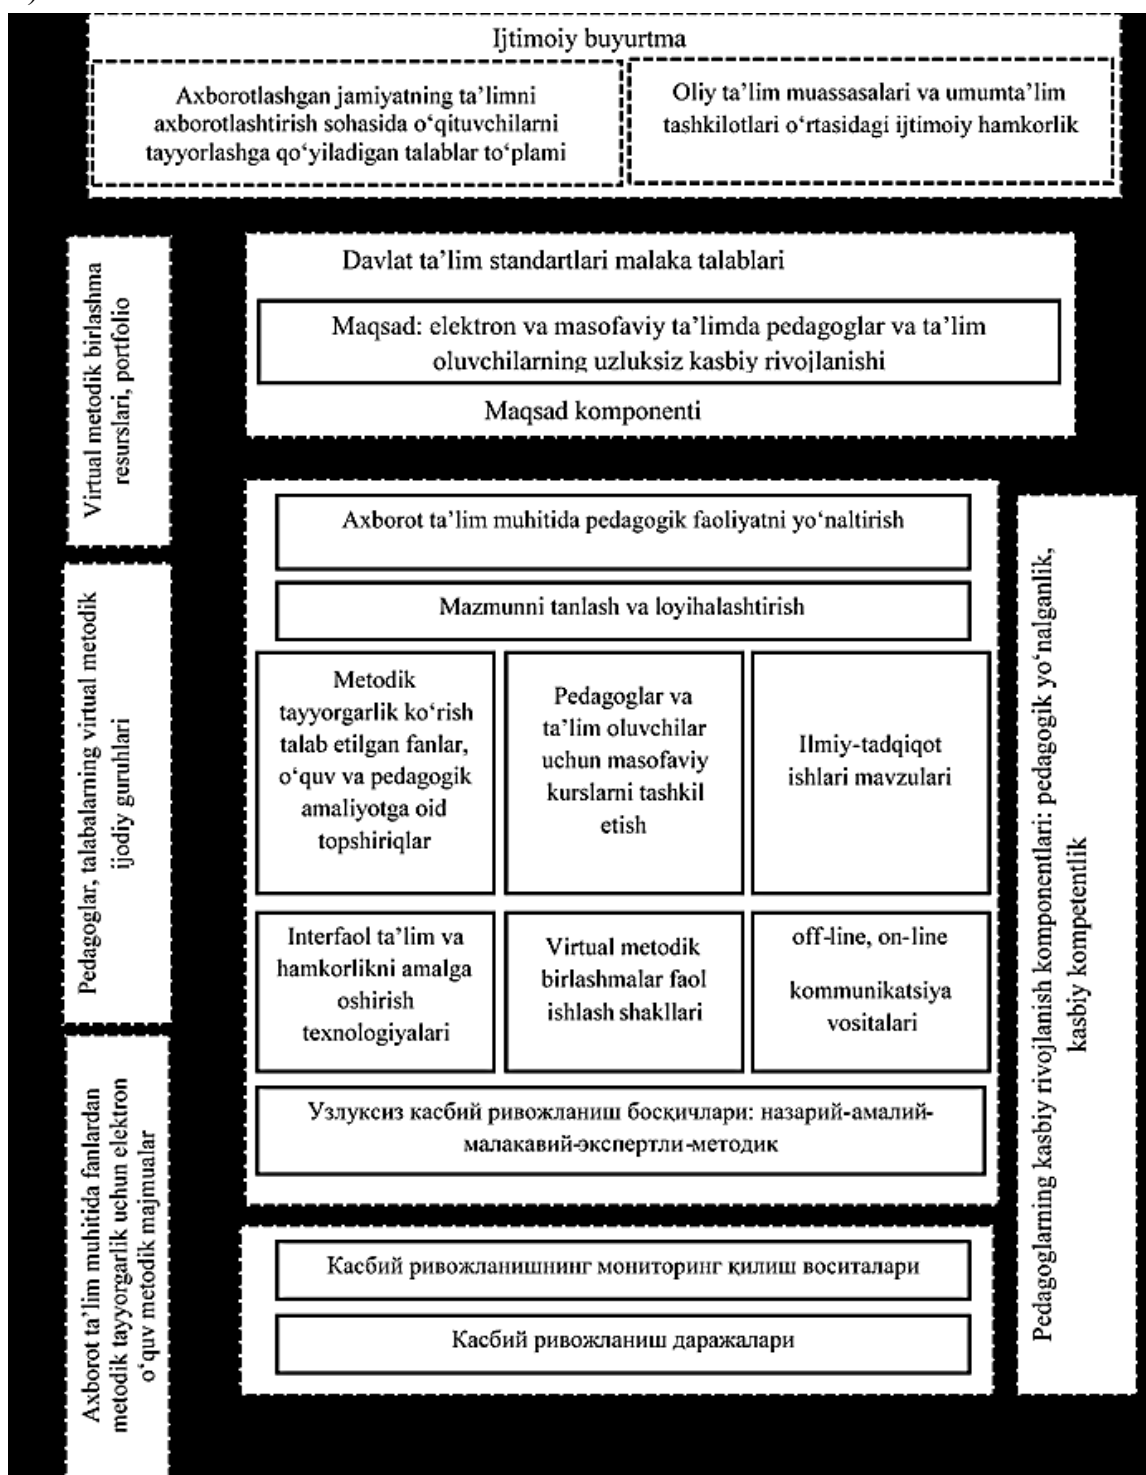 Ijtimoiy buyurtma
Axborotlashgan jamiyatning ta’limni
axborotlashtirish sohasida o‘qituvchilarni
tayyorlashga qo‘yiladigan talablar to‘plami
Oliy ta’lim muassasalari va umumta’lim
tashkilotlari o‘rtasidagi ijtimoiy hamkorlik
Virtual metodik birlashma
resurslari, portfolio
Davlat ta’lim standartlari malaka talablari
Maqsad: elektron va masofaviy ta’limda pedagoglar va ta’lim
oluvchilarning uzluksiz kasbiy rivojlanishi
Maqsad komponenti
Pedagoglar, talabalarning virtual metodik
ijodiy guruhlari
Axborot ta’lim muhitida fanlardan
metodik tayyorgarlik uchun elektron
o‘quv metodik majmualar
Axborot ta’lim muhitida pedagogik faoliyatni yo‘naltirish
Mazmunni tanlash va loyihalashtirish
Metodik
tayyorgarlik ko‘rish
talab etilgan fanlar,
o‘quv va pedagogik
amaliyotga oid
topshiriqlar
Pedagoglar va
ta’lim oluvchilar
uchun masofaviy
kurslarni tashkil
etish
Ilmiy-tadqiqot
ishlari mavzulari
Interfaol ta’lim va
hamkorlikni amalga
oshirish
texnologiyalari
Virtual metodik
birlashmalar faol
ishlash shakllari
off-line, on-line
kommunikatsiya
vositalari
Узлуксиз касбий ривожланиш босқичлари: назарий-амалий-
малакавий-экспертли-методик
Касбий ривожланишнинг мониторинг қилиш воситалари
Касбий ривожланиш даражалари
Pedagoglarning kasbiy rivojlanish komponentlari: pedagogik yo‘nalganlik,
kasbiy kompetentlik